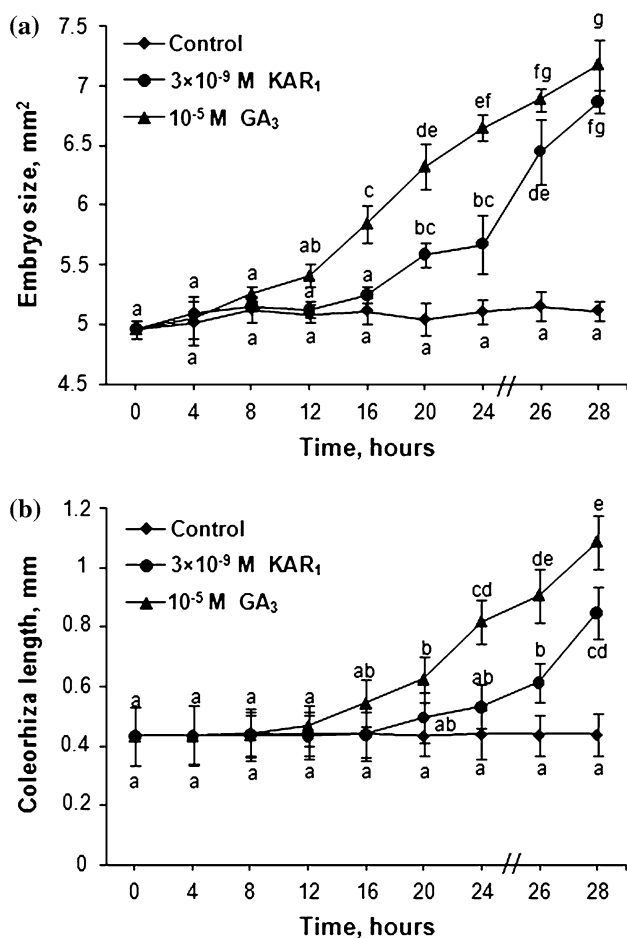 (a)
7.5
7
6.5
6
5.5
5
4.5
Embryo size, mm²
Control
3×10⁻⁹ M KAR₁
10⁻⁵ M GA₃
a a a ab c de ef fg g
a a bc bc de fg
a a a a a a a a
0 4 8 12 16 20 24 26 28
Time, hours
(b)
1.2
1
0.8
0.6
0.4
0.2
0
Coleorhiza length, mm
Control
3×10⁻⁹ M KAR₁
10⁻⁵ M GA₃
a a a a ab b cd de e
ab ab b cd
a a a a a a a a a
0 4 8 12 16 20 24 26 28
Time, hours